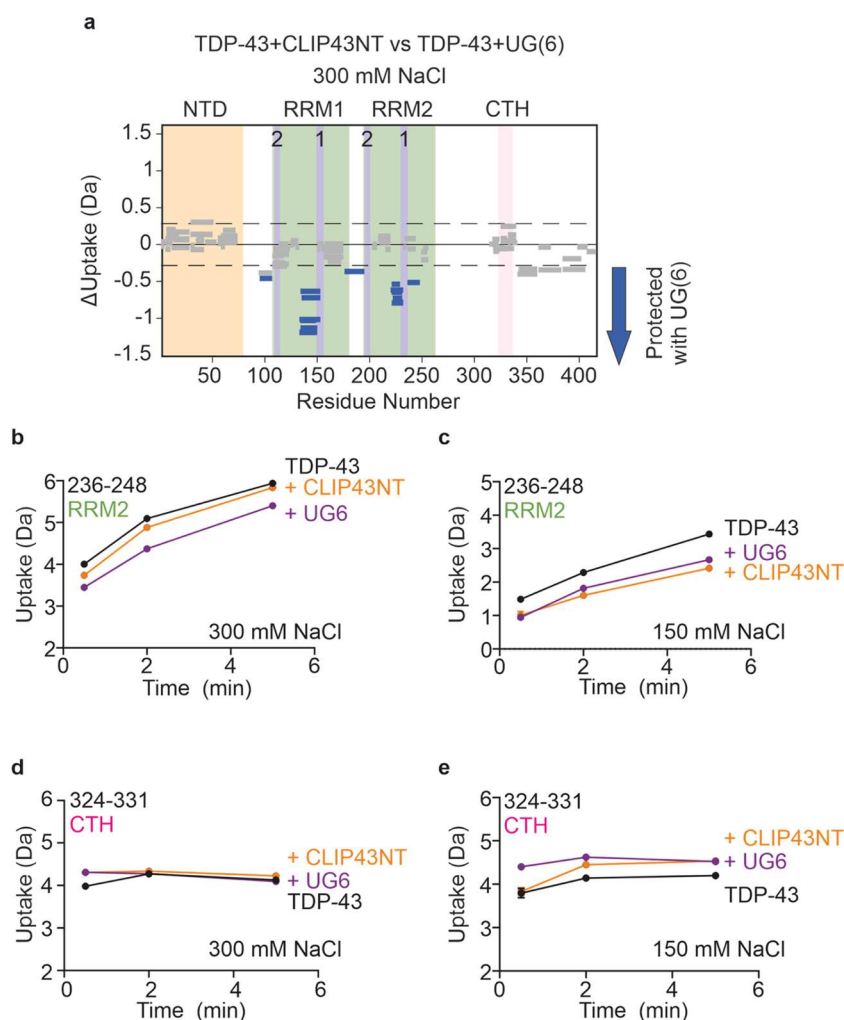 a
TDP-43+CLIP43NT vs TDP-43+UG(6)
300 mM NaCl
NTD RRM1 RRM2 CTH
2 1 2 1
1.5
1
0.5
0
-0.5
-1
-1.5
ΔUptake (Da)
50 100 150 200 250 300 350 400
Residue Number
Protected
with UG(6)
b
236-248
RRM2
TDP-43
+ CLIP43NT
+ UG6
6
5
4
3
2
Uptake (Da)
300 mM NaCl
0 2 4 6
Time (min)
c
236-248
RRM2
TDP-43
+ UG6
+ CLIP43NT
5
4
3
2
1
0
Uptake (Da)
150 mM NaCl
0 2 4 6
Time (min)
d
324-331
CTH
+ CLIP43NT
+ UG6
TDP-43
6
5
4
3
2
Uptake (Da)
300 mM NaCl
0 2 4 6
Time (min)
e
324-331
CTH
+ CLIP43NT
+ UG6
TDP-43
6
5
4
3
2
Uptake (Da)
150 mM NaCl
0 2 4 6
Time (min)